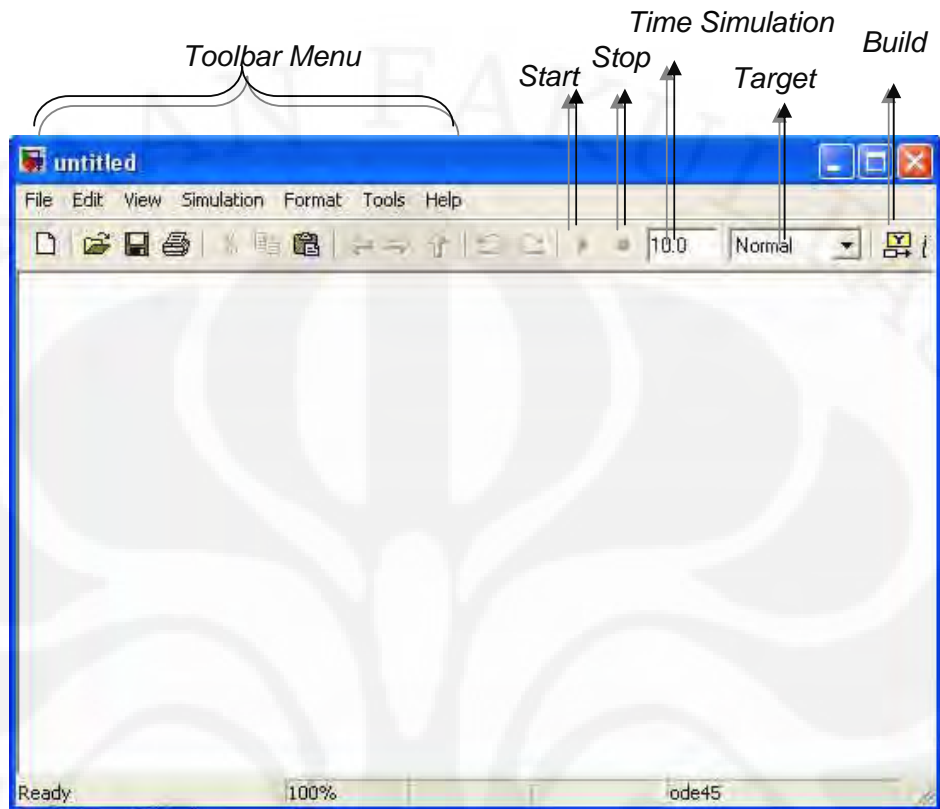 Time Simulation
Build
Toolbar Menu
Stop
Start
Target
untitled
File Edit View Simulation Format Tools Help
10.0 Normal
Ready 100% ode45